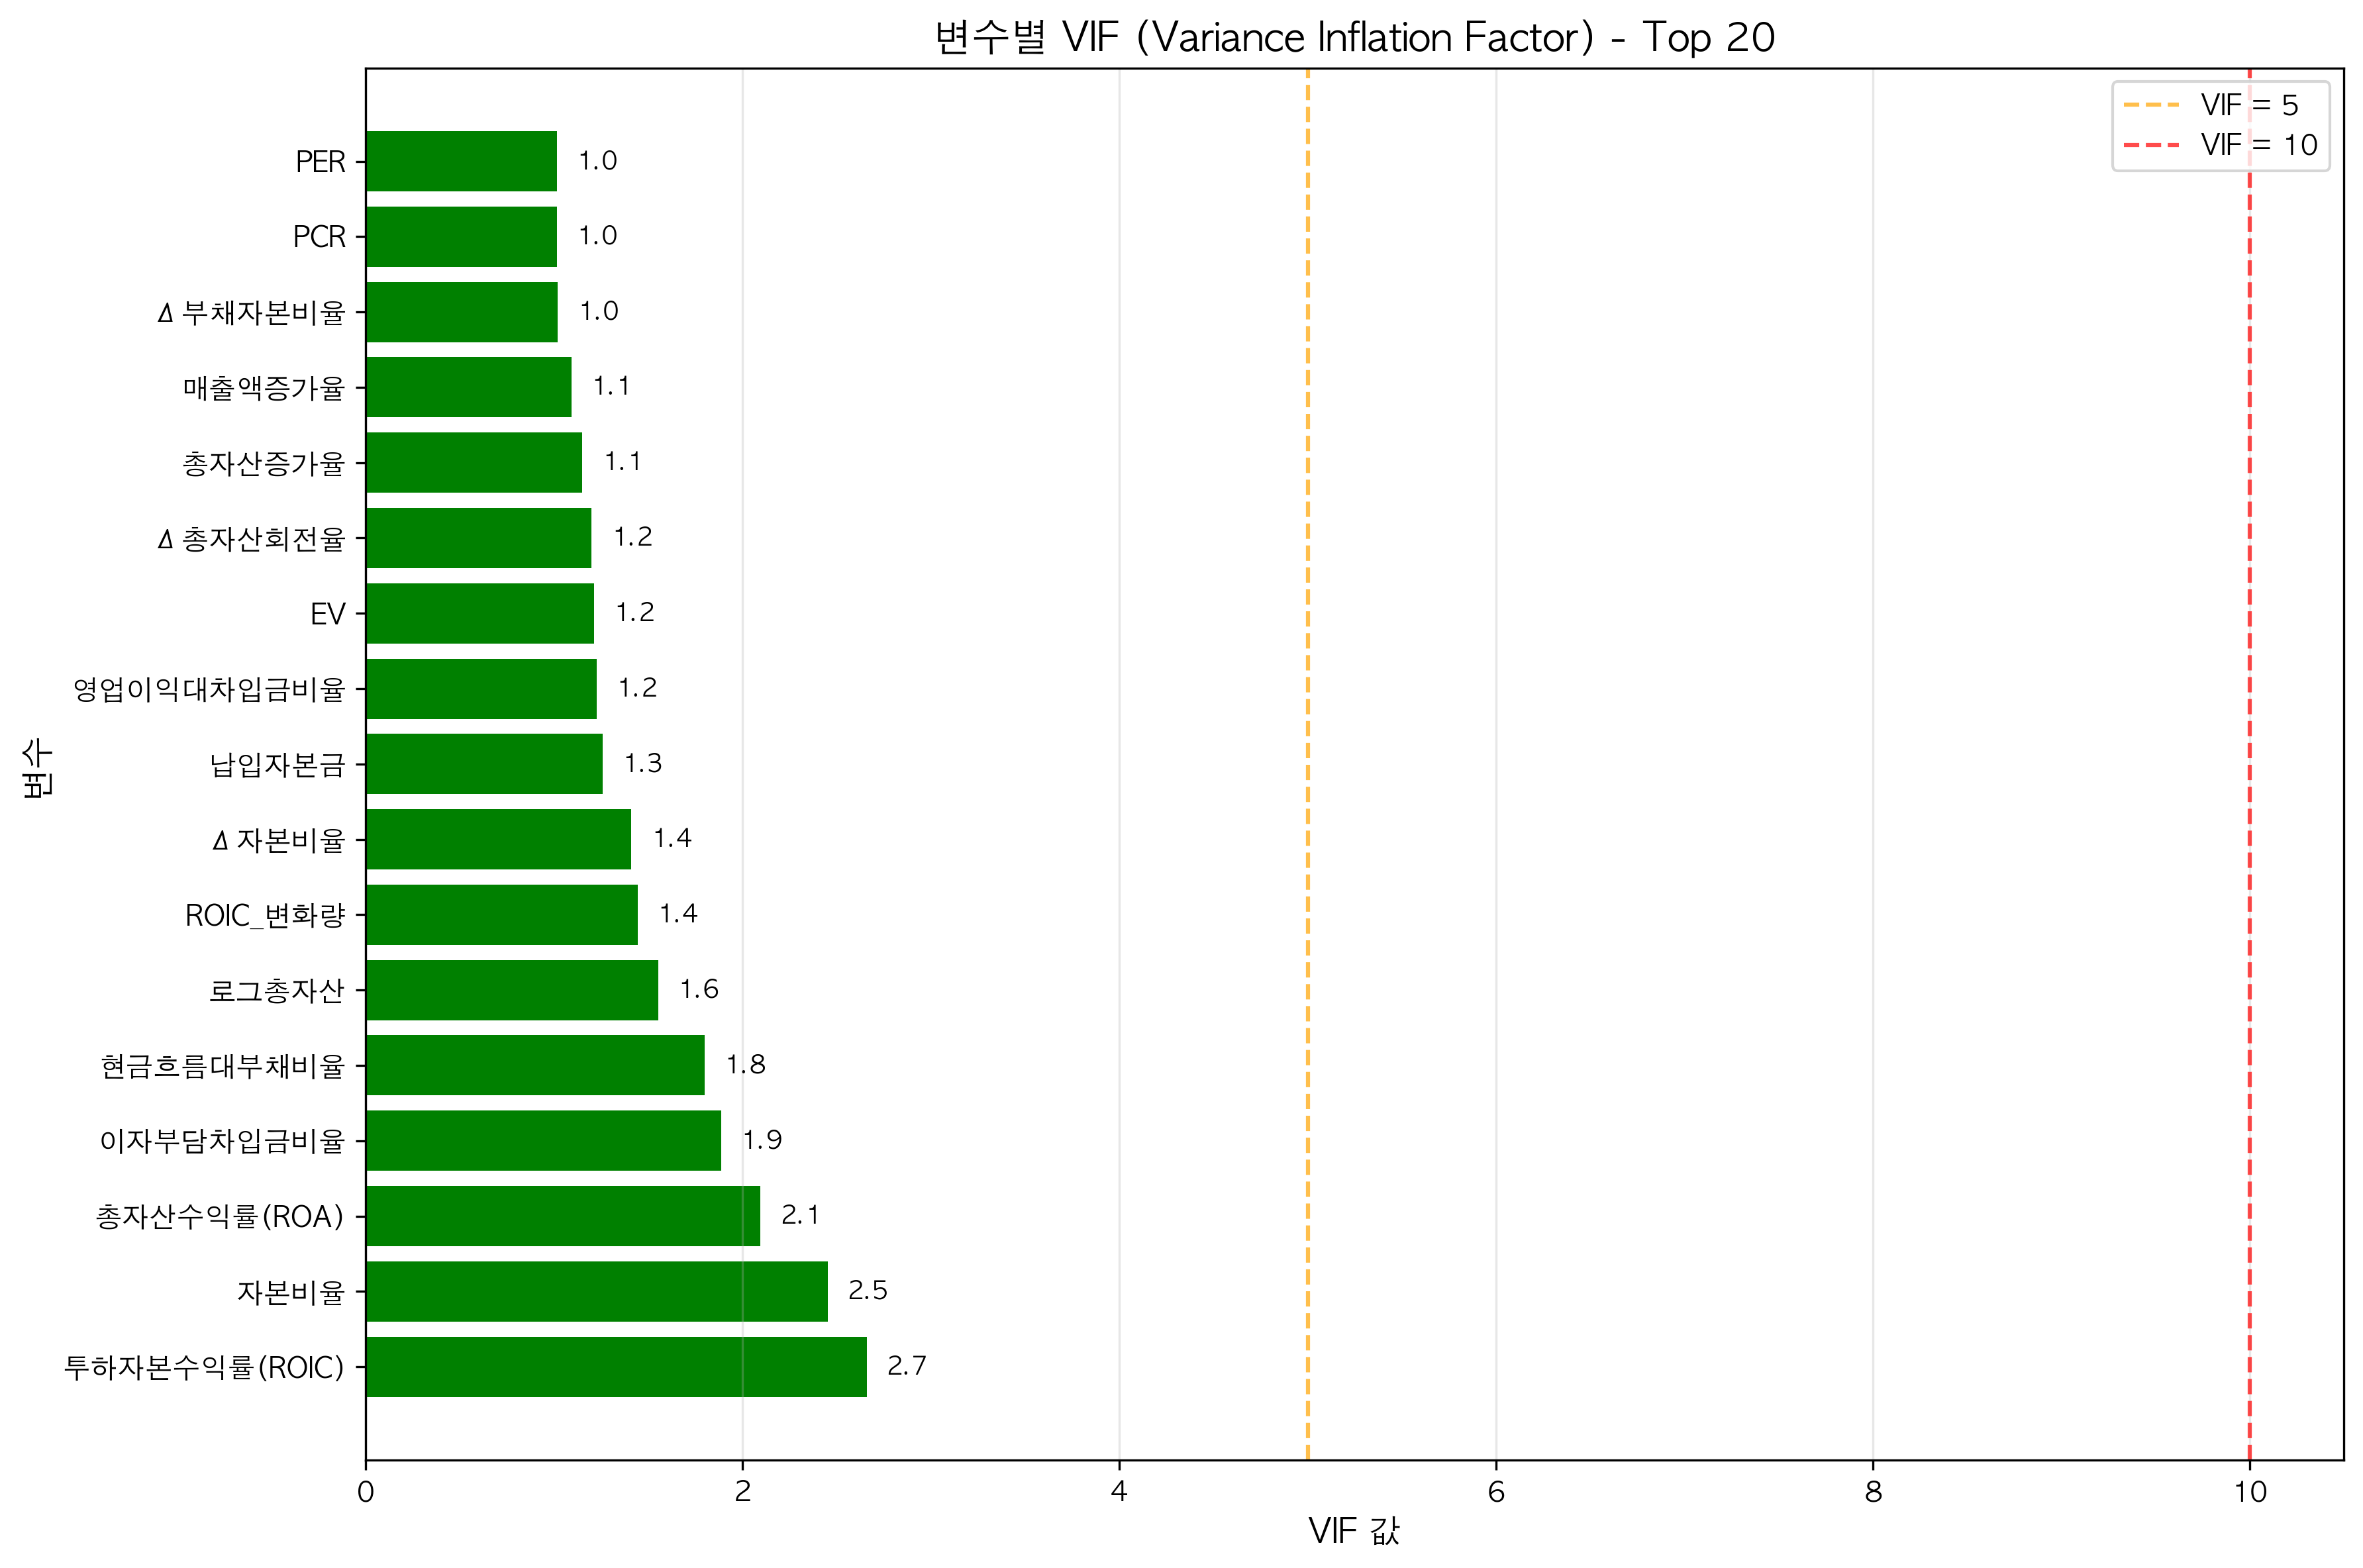 변수별 VIF (Variance Inflation Factor) - Top 20
VIF = 5
VIF = 10
변수
PER 1.0
PCR 1.0
Δ 부채자본비율 1.0
매출액증가율 1.1
총자산증가율 1.1
Δ 총자산회전율 1.2
EV 1.2
영업이익대차입금비율 1.2
납입자본금 1.3
Δ 자본비율 1.4
ROIC_변화량 1.4
로그총자산 1.6
현금흐름대부채비율 1.8
이자부담차입금비율 1.9
총자산수익률(ROA) 2.1
자본비율 2.5
투하자본수익률(ROIC) 2.7
0 2 4 6 8 10
VIF 값